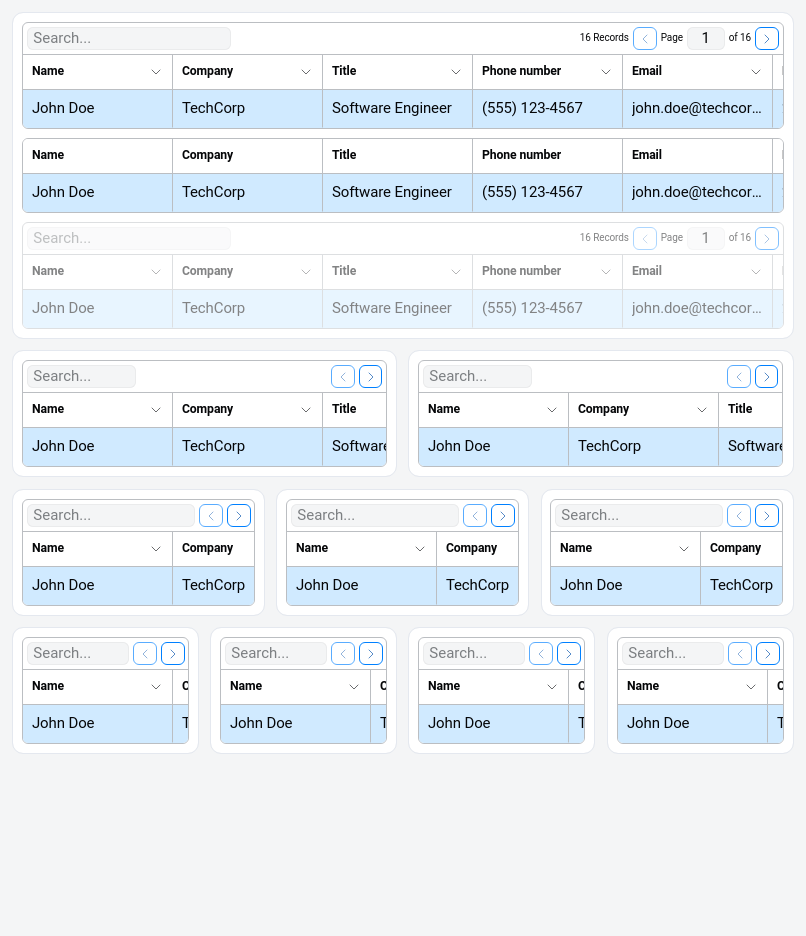 Search... 16 Records Page 1 of 16
Name Company Title Phone number Email
John Doe TechCorp Software Engineer (555) 123-4567 john.doe@techcor...
Name Company Title Phone number Email
John Doe TechCorp Software Engineer (555) 123-4567 john.doe@techcor...
Search... 16 Records Page 1 of 16
Name Company Title Phone number Email
John Doe TechCorp Software Engineer (555) 123-4567 john.doe@techcor...
Search...
Name Company Title
John Doe TechCorp Software
Search...
Name Company Title
John Doe TechCorp Software
Search...
Name Company
John Doe TechCorp
Search...
Name Company
John Doe TechCorp
Search...
Name Company
John Doe TechCorp
Search...
Name
John Doe
Search...
Name
John Doe
Search...
Name
John Doe
Search...
Name
John Doe